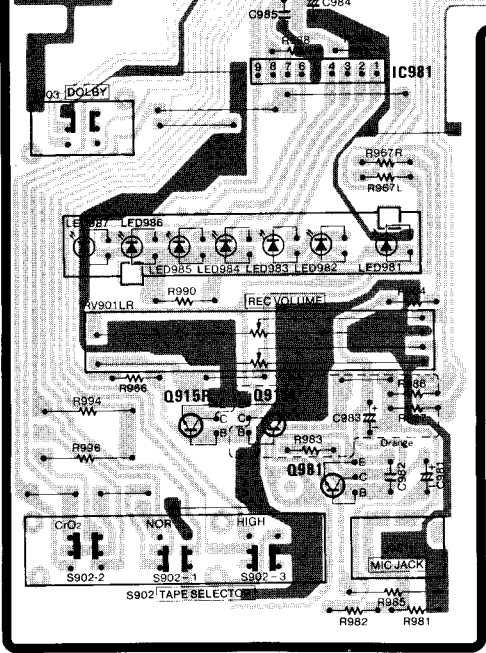 C984
C985
9 8 7 6 4 3 2 1
IC981
DOLBY
R967R
R967L
LED987 LED986
LED985 LED984 LED983 LED982 LED981
R990
REC VOLUME
RV901LR
R966
Q915R
R994
C983
Orange
R983
R996
Q981
E
C
B
C
B
C
B
C982
C981
CrO2
NOR
HIGH
S902-2
S902-1
S902-3
MIC JACK
S902 TAPE SELECTOR
R985
R982
R981